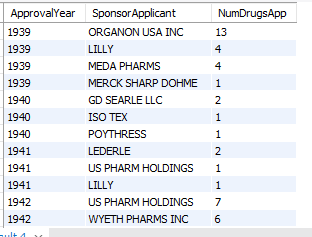 ApprovalYear SponsorApplicant NumDrugsApp
1939 ORGANON USA INC 13
1939 LILLY 4
1939 MEDA PHARMS 4
1939 MERCK SHARP DOHME 1
1940 GD SEARLE LLC 2
1940 ISO TEX 1
1940 POYTHRESS 1
1941 LEDERLE 2
1941 US PHARM HOLDINGS 1
1941 LILLY 1
1942 US PHARM HOLDINGS 7
1942 WYETH PHARMS INC 6